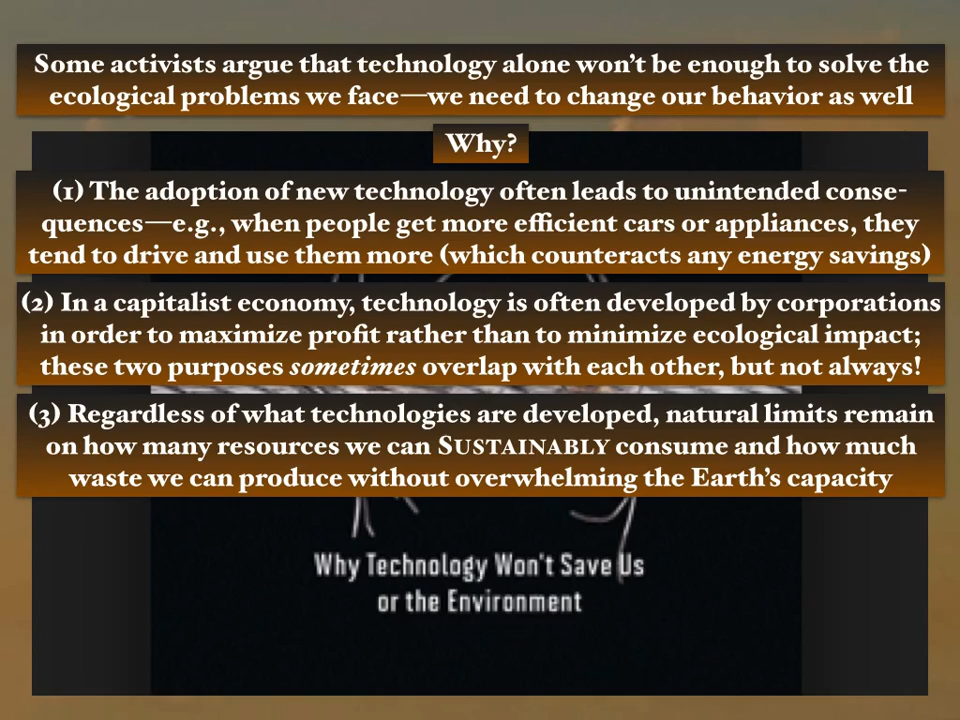 Some activists argue that technology alone won’t be enough to solve the
ecological problems we face—we need to change our behavior as well
Why?
(1) The adoption of new technology often leads to unintended conse-
quences—e.g., when people get more efficient cars or appliances, they
tend to drive and use them more (which counteracts any energy savings)
(2) In a capitalist economy, technology is often developed by corporations
in order to maximize profit rather than to minimize ecological impact;
these two purposes sometimes overlap with each other, but not always!
(3) Regardless of what technologies are developed, natural limits remain
on how many resources we can SUSTAINABLY consume and how much
waste we can produce without overwhelming the Earth’s capacity
Why Technology Won't Save Us
or the Environment